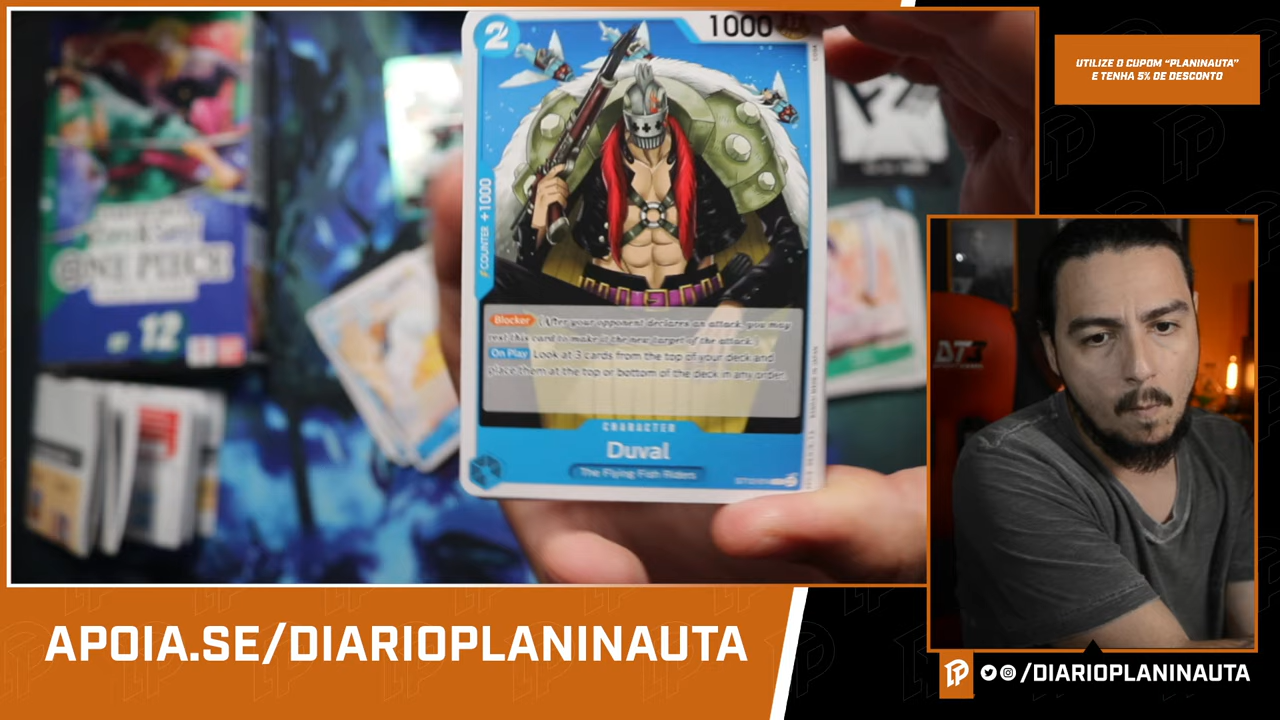 UTILIZE O CUPOM “PLANINAUTA”
E TENHA 5% DE DESCONTO
2
1000
COUNTER +1000
Blocker (After your opponent declares an attack, you may
rest this card to make it the new target of the attack.)
On Play Look at 3 cards from the top of your deck and
place them at the top or bottom of the deck in any order.
CHARACTER
Duval
The Flying Fish Riders
ONE PIECE
12
APOIA.SE/DIARIOPLANINAUTA
/DIARIOPLANINAUTA